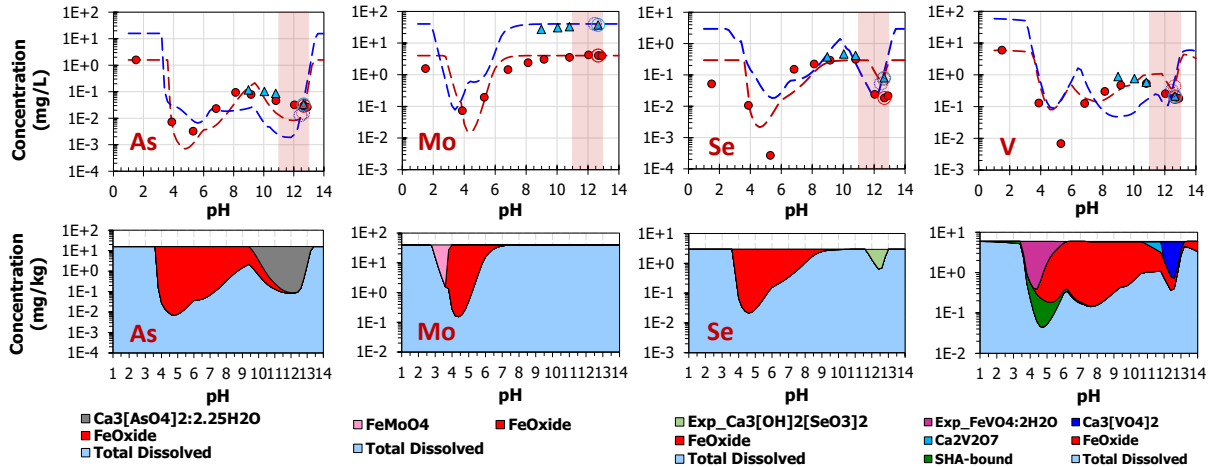 Concentration
(mg/L)
1E+2
1E+1
1E+0
1E-1
1E-2
1E-3
1E-4
As
0 2 4 6 8 10 12 14
pH
1E+2
1E+1
1E+0
1E-1
1E-2
1E-3
Mo
0 2 4 6 8 10 12 14
pH
1E+1
1E+0
1E-1
1E-2
1E-3
1E-4
Se
0 2 4 6 8 10 12 14
pH
1E+2
1E+1
1E+0
1E-1
1E-2
1E-3
V
0 2 4 6 8 10 12 14
pH
Concentration
(mg/kg)
1E+2
1E+1
1E+0
1E-1
1E-2
1E-3
1E-4
As
1 2 3 4 5 6 7 8 9 10 11 12 13 14
pH
Ca3[AsO4]2:2.25H2O
FeOxide
Total Dissolved
1E+2
1E+1
1E+0
1E-1
1E-2
Mo
1 2 3 4 5 6 7 8 9 10 11 12 13 14
pH
FeMoO4 FeOxide
Total Dissolved
1E+1
1E+0
1E-1
1E-2
1E-3
Se
1 2 3 4 5 6 7 8 9 10 11 12 13 14
pH
Exp_Ca3[OH]2[SeO3]2
FeOxide
Total Dissolved
1E+1
1E+0
1E-1
1E-2
V
1 2 3 4 5 6 7 8 9 10 11 12 13 14
pH
Exp_FeVO4:2H2O Ca3[VO4]2
Ca2V2O7 FeOxide
SHA-bound Total Dissolved